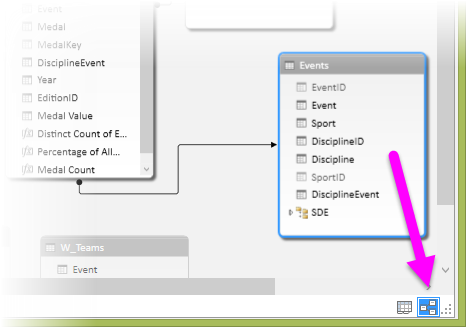 Event
Medal
MedalKey
DisciplineEvent
Year
EditionID
Medal Value
Distinct Count of E...
Percentage of All...
Medal Count
Events
EventID
Event
Sport
DisciplineID
Discipline
SportID
DisciplineEvent
SDE
W_Teams
Event